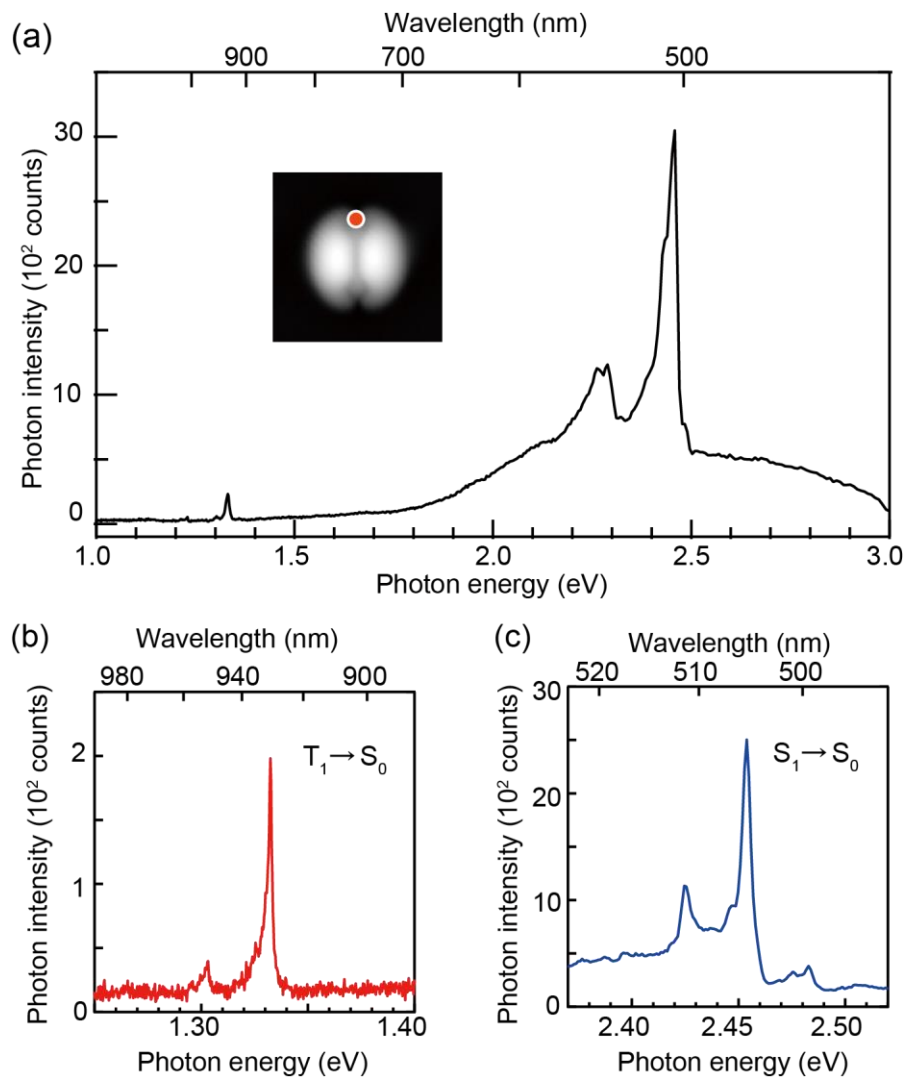 (a)
Wavelength (nm)
900 700 500
Photon intensity (10² counts)
30
20
10
0
1.0 1.5 2.0 2.5 3.0
Photon energy (eV)
(b)
Wavelength (nm)
980 940 900
Photon intensity (10² counts)
2
1
0
T₁→S₀
1.30 1.40
Photon energy (eV)
(c)
Wavelength (nm)
520 510 500
Photon intensity (10² counts)
30
20
10
0
S₁→S₀
2.40 2.45 2.50
Photon energy (eV)